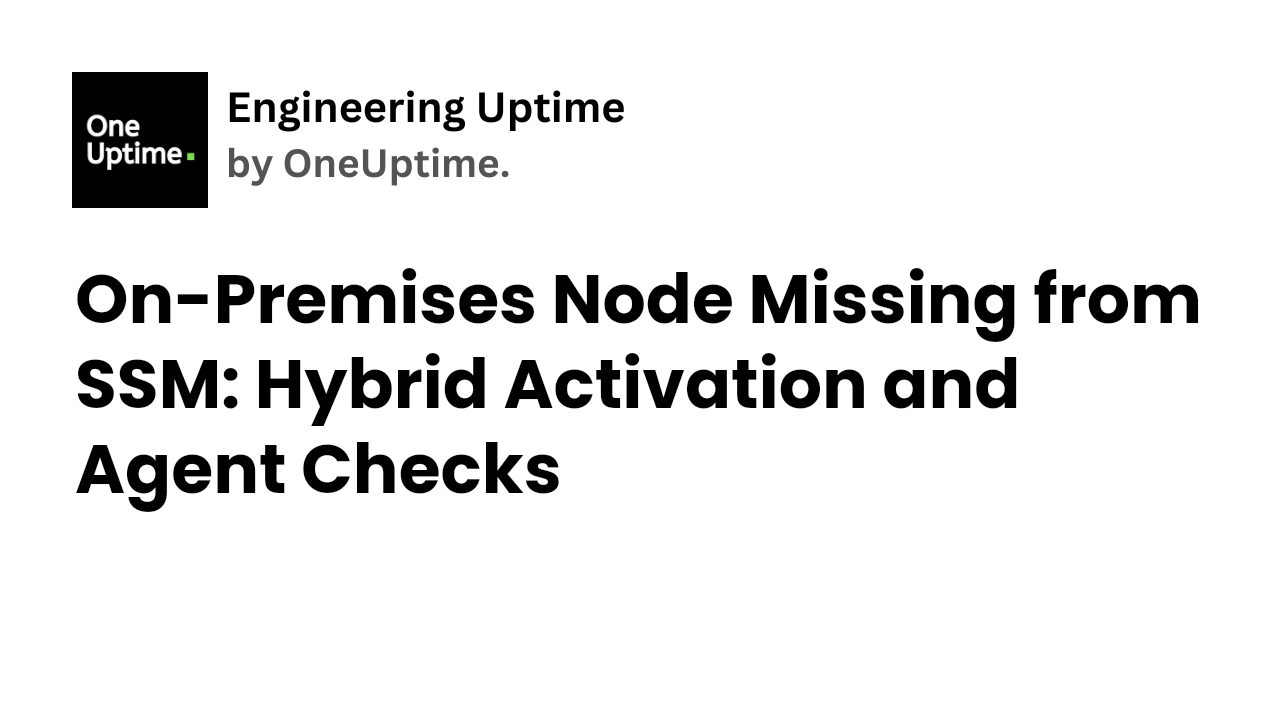 One
Uptime.
Engineering Uptime
by OneUptime.
On-Premises Node Missing from
SSM: Hybrid Activation and
Agent Checks